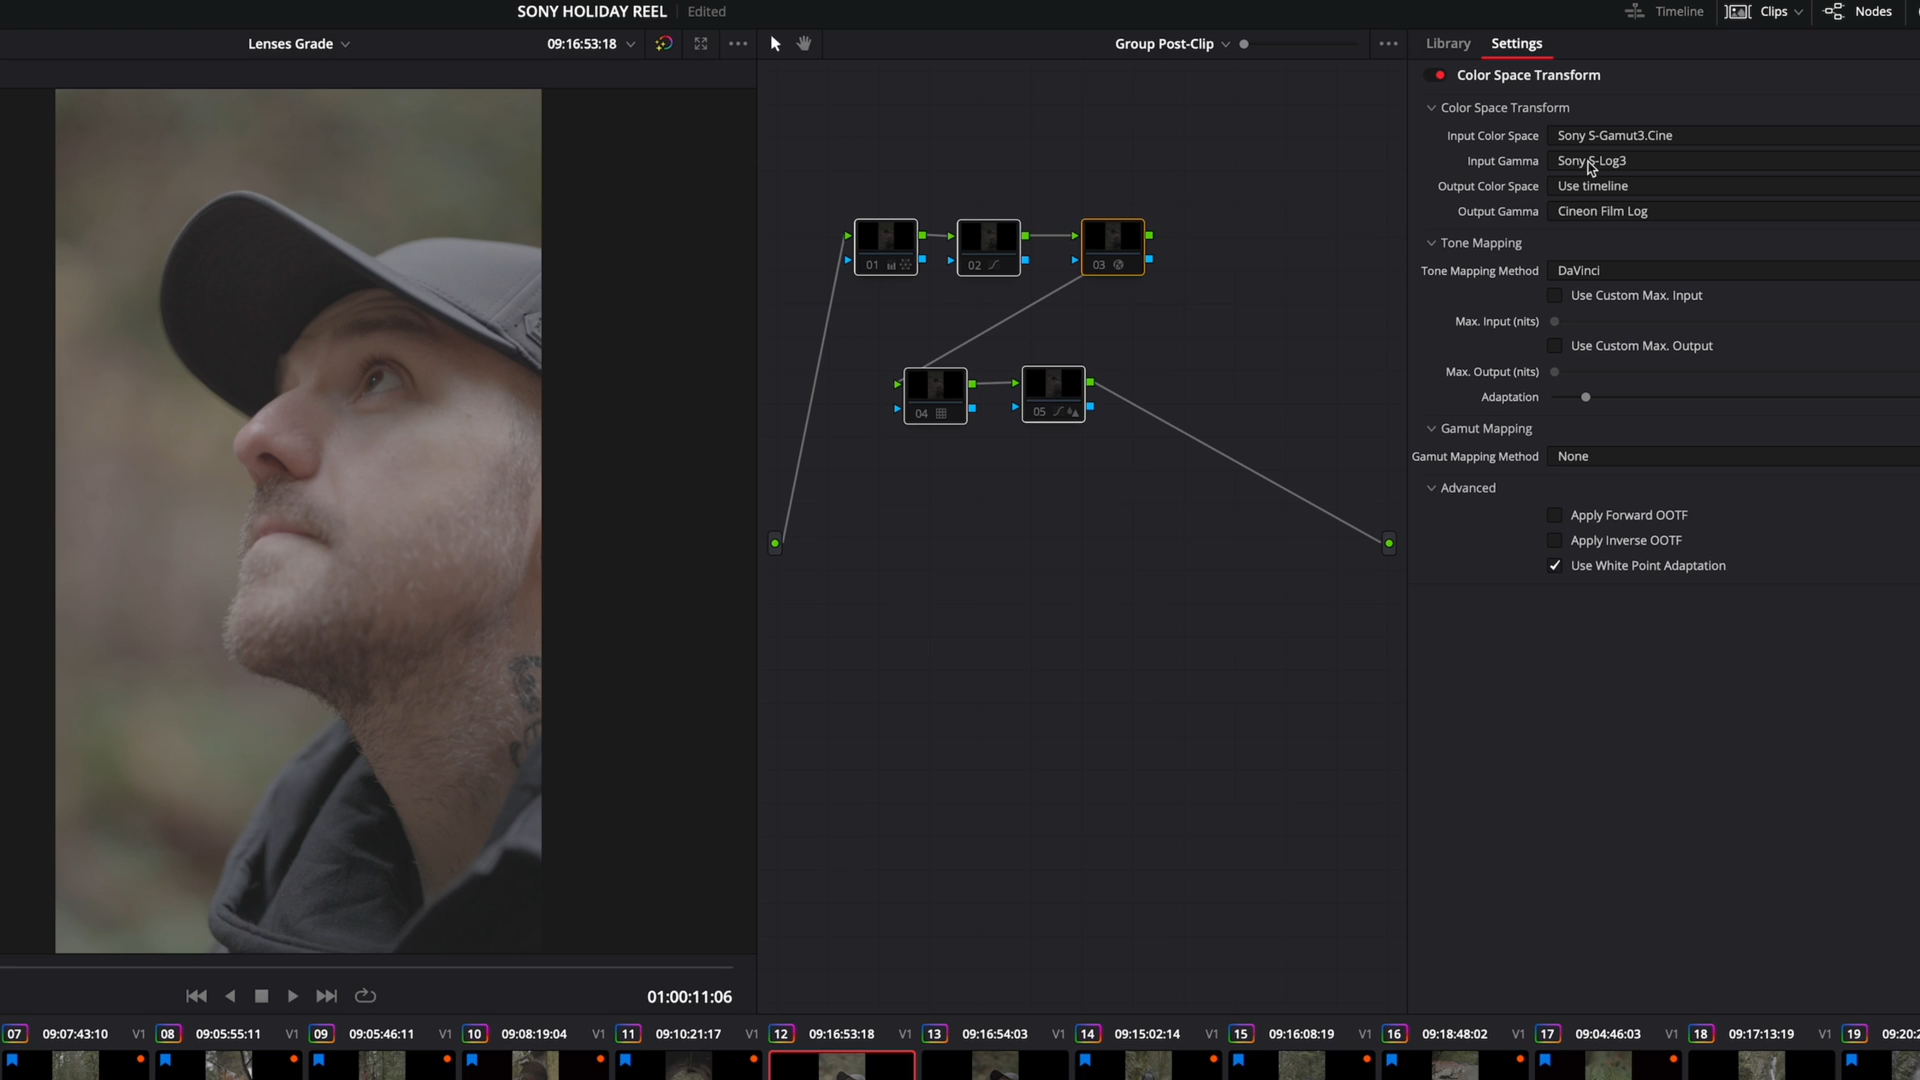 SONY HOLIDAY REEL Edited
Timeline Clips Nodes
Lenses Grade 09:16:53:18
Group Post-Clip
Library Settings
Color Space Transform
Color Space Transform
Input Color Space Sony S-Gamut3.Cine
Input Gamma Sony S-Log3
Output Color Space Use timeline
Output Gamma Cineon Film Log
Tone Mapping
Tone Mapping Method DaVinci
Use Custom Max. Input
Max. Input (nits)
Use Custom Max. Output
Max. Output (nits)
Adaptation
Gamut Mapping
Gamut Mapping Method None
Advanced
Apply Forward OOTF
Apply Inverse OOTF
Use White Point Adaptation
01 02 03
04 05
01:00:11:06
07 09:07:43:10 V1 08 09:05:55:11 V1 09 09:05:46:11 V1 10 09:08:19:04 V1 11 09:10:21:17 V1 12 09:16:53:18 V1 13 09:16:54:03 V1 14 09:15:02:14 V1 15 09:16:08:19 V1 16 09:18:48:02 V1 17 09:04:46:03 V1 18 09:17:13:19 V1 19 09:20:2